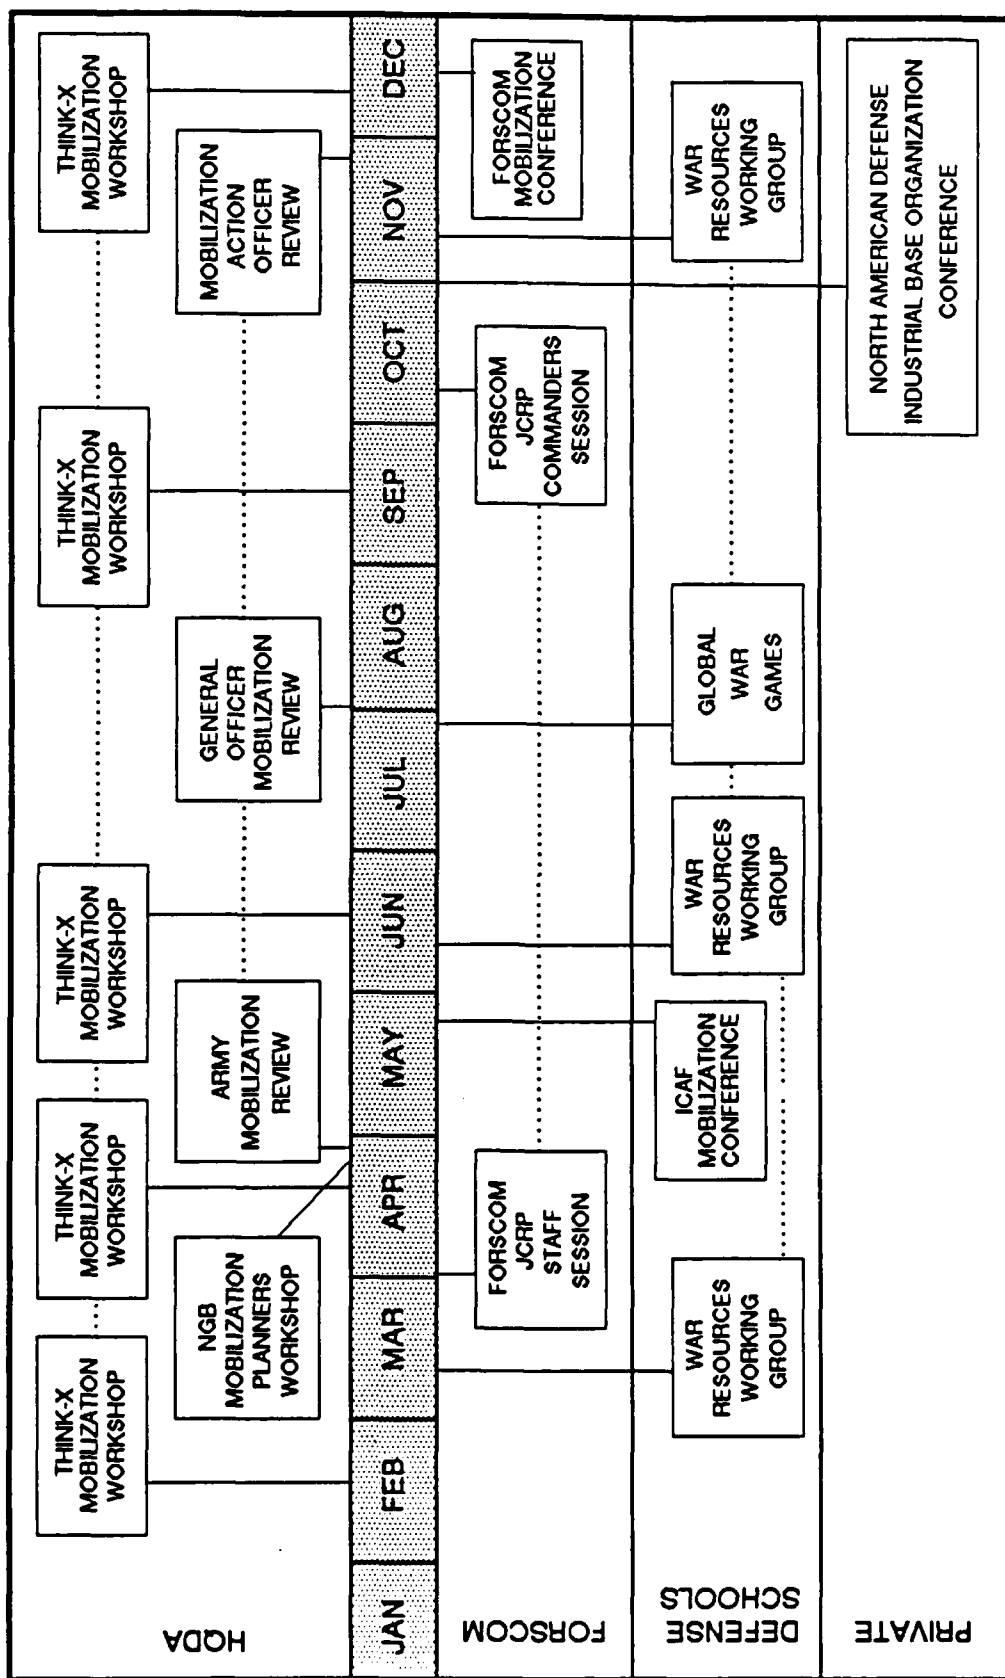 HQDA
THINK-X
MOBILIZATION
WORKSHOP
THINK-X
MOBILIZATION
WORKSHOP
THINK-X
MOBILIZATION
WORKSHOP
THINK-X
MOBILIZATION
WORKSHOP
THINK-X
MOBILIZATION
WORKSHOP
NGB
MOBILIZATION
PLANNERS
WORKSHOP
ARMY
MOBILIZATION
REVIEW
GENERAL
OFFICER
MOBILIZATION
REVIEW
MOBILIZATION
ACTION
OFFICER
REVIEW
JAN FEB MAR APR MAY JUN JUL AUG SEP OCT NOV DEC
FORSCOM
FORSCOM
JCRP
STAFF
SESSION
FORSCOM
JCRP
COMMANDERS
SESSION
FORSCOM
MOBILIZATION
CONFERENCE
DEFENSE
SCHOOLS
WAR
RESOURCES
WORKING
GROUP
ICAF
MOBILIZATION
CONFERENCE
WAR
RESOURCES
WORKING
GROUP
GLOBAL
WAR
GAMES
WAR
RESOURCES
WORKING
GROUP
PRIVATE
NORTH AMERICAN DEFENSE
INDUSTRIAL BASE ORGANIZATION
CONFERENCE